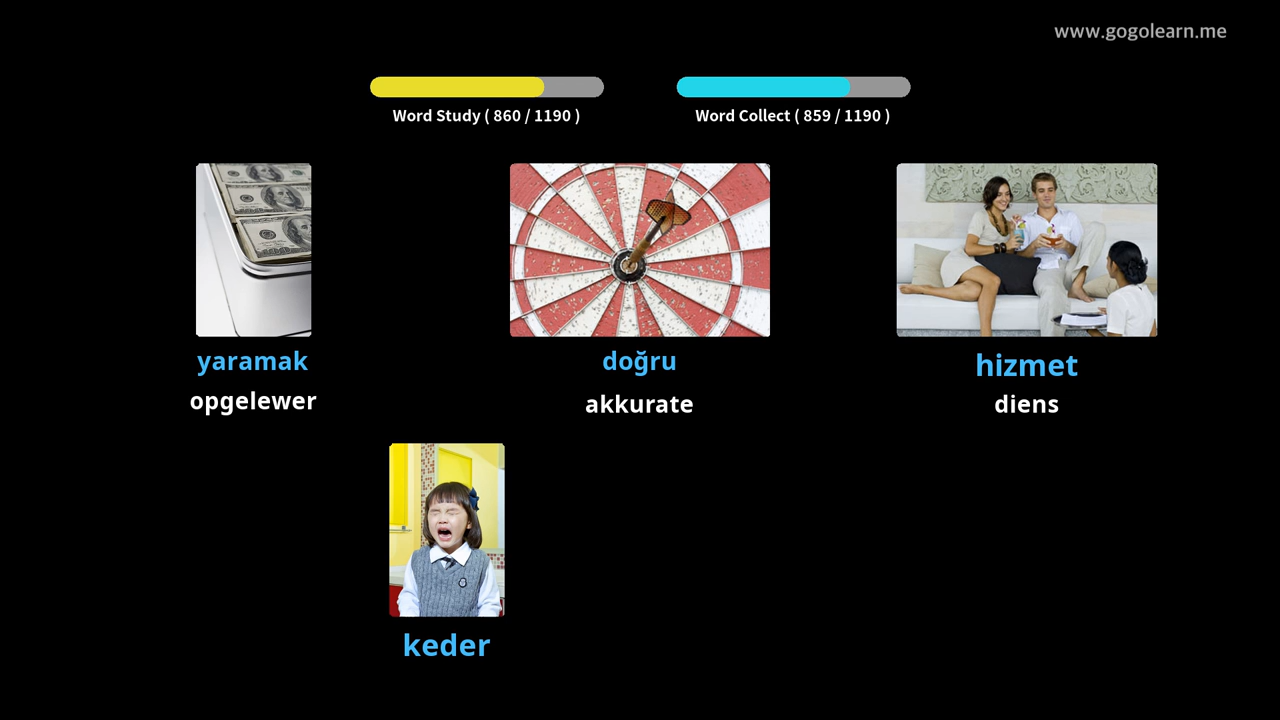 www.gogolearn.me
Word Study ( 860 / 1190 )
Word Collect ( 859 / 1190 )
yaramak
doğru
hizmet
opgelewer
akkurate
diens
keder